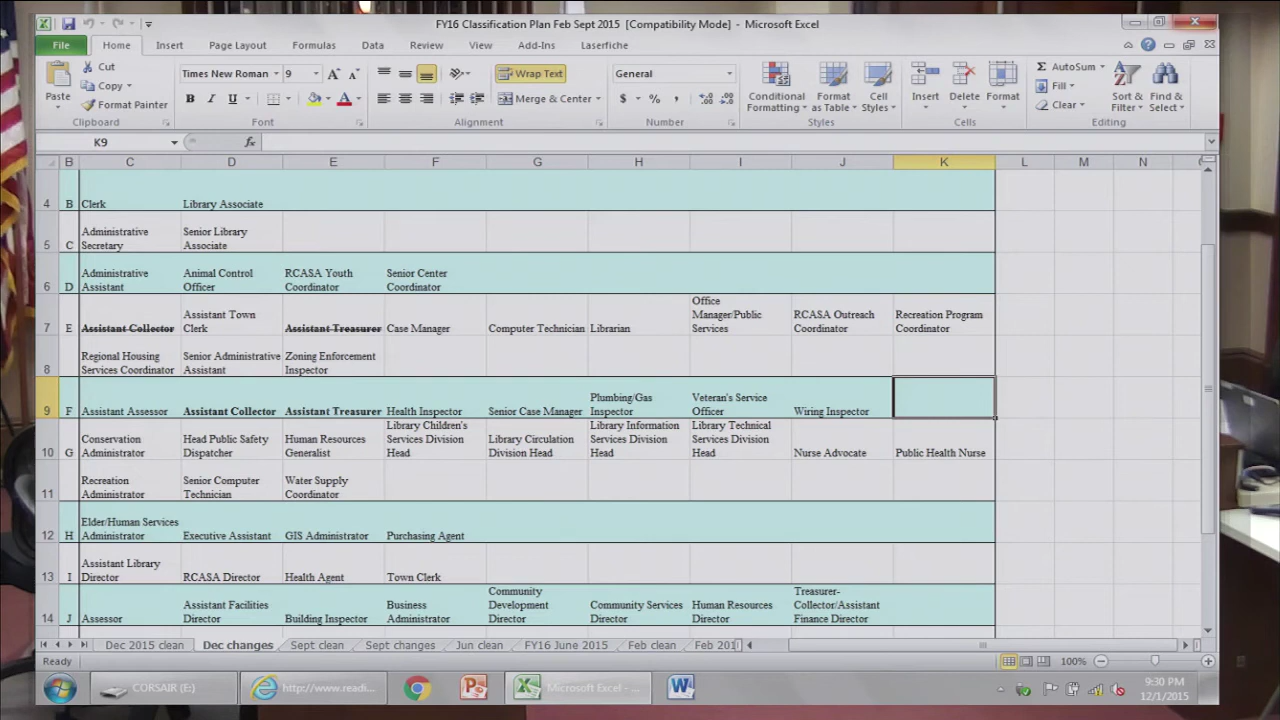 FY16 Classification Plan Feb Sept 2015 [Compatibility Mode] - Microsoft Excel
File Home Insert Page Layout Formulas Data Review View Add-Ins Laserfiche
Paste Cut Copy Format Painter
Clipboard
Times New Roman 9
B I U A
Font
Wrap Text
Merge & Center
Alignment
General
$ % ,
Number
Conditional Formatting Format as Table Cell Styles
Styles
Insert Delete Format
Cells
Σ AutoSum
Fill
Clear
Sort & Filter Find & Select
Editing
K9 fx
B C D E F G H I J K L M N
4 B Clerk Library Associate
5 C Administrative Secretary Senior Library Associate
6 D Administrative Assistant Animal Control Officer RCASA Youth Coordinator Senior Center Coordinator
7 E Assistant Collector Assistant Town Clerk Assistant Treasurer Case Manager Computer Technician Librarian Office Manager/Public Services RCASA Outreach Coordinator Recreation Program Coordinator
8 Regional Housing Services Coordinator Senior Administrative Assistant Zoning Enforcement Inspector
9 F Assistant Assessor Assistant Collector Assistant Treasurer Health Inspector Senior Case Manager Plumbing/Gas Inspector Veteran's Service Officer Wiring Inspector
10 G Conservation Administrator Head Public Safety Dispatcher Human Resources Generalist Library Children's Services Division Head Library Circulation Division Head Library Information Services Division Head Library Technical Services Division Head Nurse Advocate Public Health Nurse
11 Recreation Administrator Senior Computer Technician Water Supply Coordinator
12 H Elder/Human Services Administrator Executive Assistant GIS Administrator Purchasing Agent
13 I Assistant Library Director RCASA Director Health Agent Town Clerk
14 J Assessor Assistant Facilities Director Building Inspector Business Administrator Community Development Director Community Services Director Human Resources Director Treasurer-Collector/Assistant Finance Director
Dec 2015 clean Dec changes Sept clean Sept changes Jun clean FY16 June 2015 Feb clean Feb 201
Ready 100%
CORSAIR (E:) http://www.readi... Microsoft Excel - ...
9:30 PM
12/1/2015